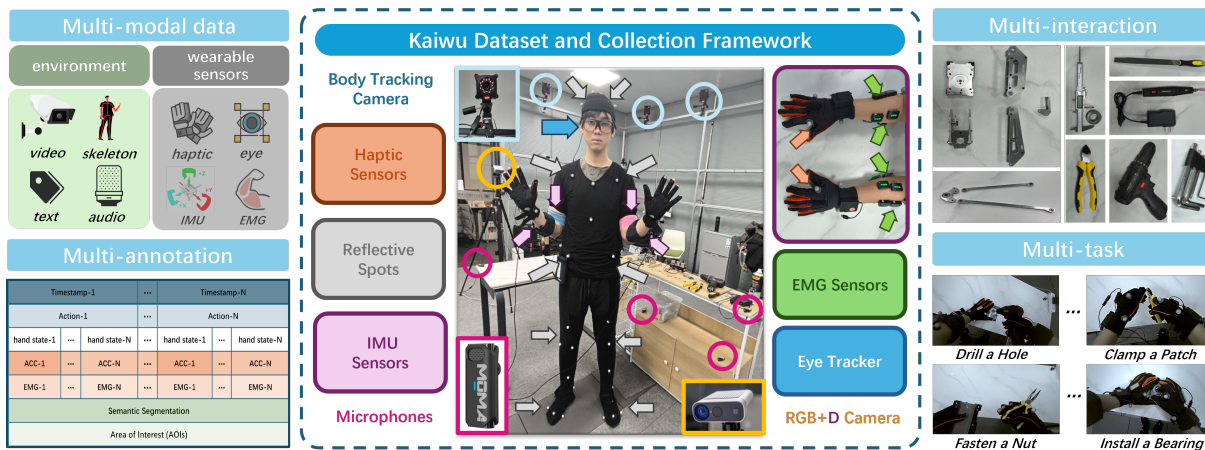 Multi-modal data
environment
wearable
sensors
video
skeleton
text
audio
haptic
eye
IMU
EMG
Multi-annotation
Timestamp-1 ... Timestamp-N
Action-1 ... Action-N
hand state-1 ... hand state-N hand state-1 ... hand state-N
ACC-1 ... ACC-N ACC-1 ... ACC-N
EMG-1 ... EMG-N EMG-1 ... EMG-N
Semantic Segmentation
Area of Interest (AOIs)
Kaiwu Dataset and Collection Framework
Body Tracking
Camera
Haptic
Sensors
Reflective
Spots
IMU
Sensors
Microphones
MOMA
EMG Sensors
Eye Tracker
RGB+D Camera
Multi-interaction
Multi-task
Drill a Hole
...
Clamp a Patch
Fasten a Nut
...
Install a Bearing